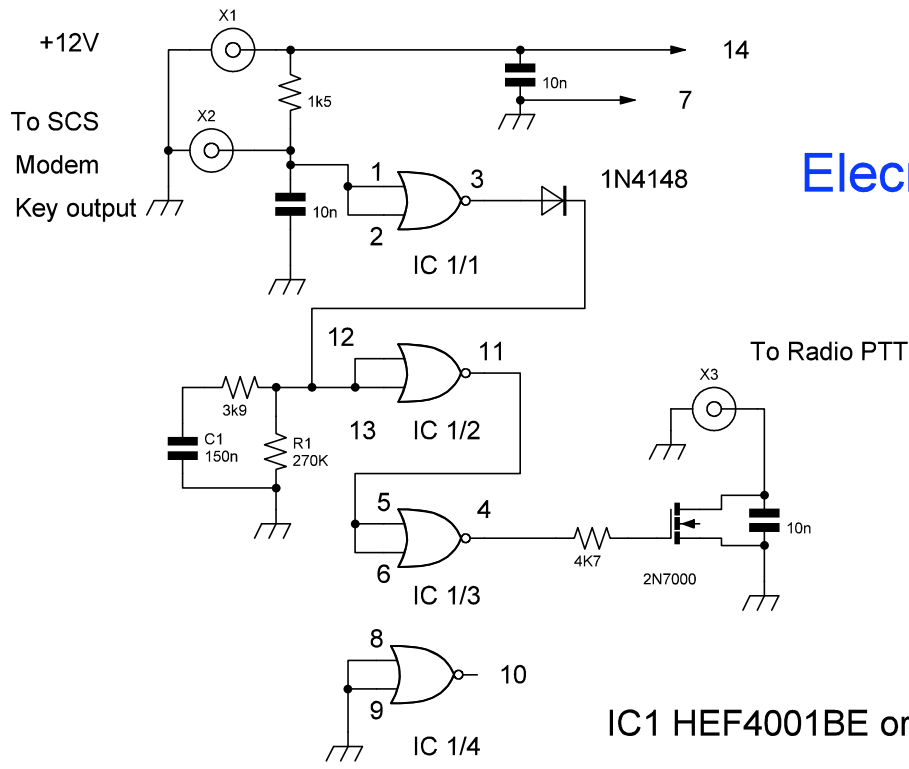 X1
+12V
14
10n
1k5
7
To SCS
X2
Modem
1
3
1N4148
Elecr
Key output
10n
2
IC 1/1
12
11
To Radio PTT
X3
3k9
13
IC 1/2
C1
150n
R1
270K
5
4
10n
6
4K7
2N7000
IC 1/3
8
10
9
IC1 HEF4001BE or
IC 1/4